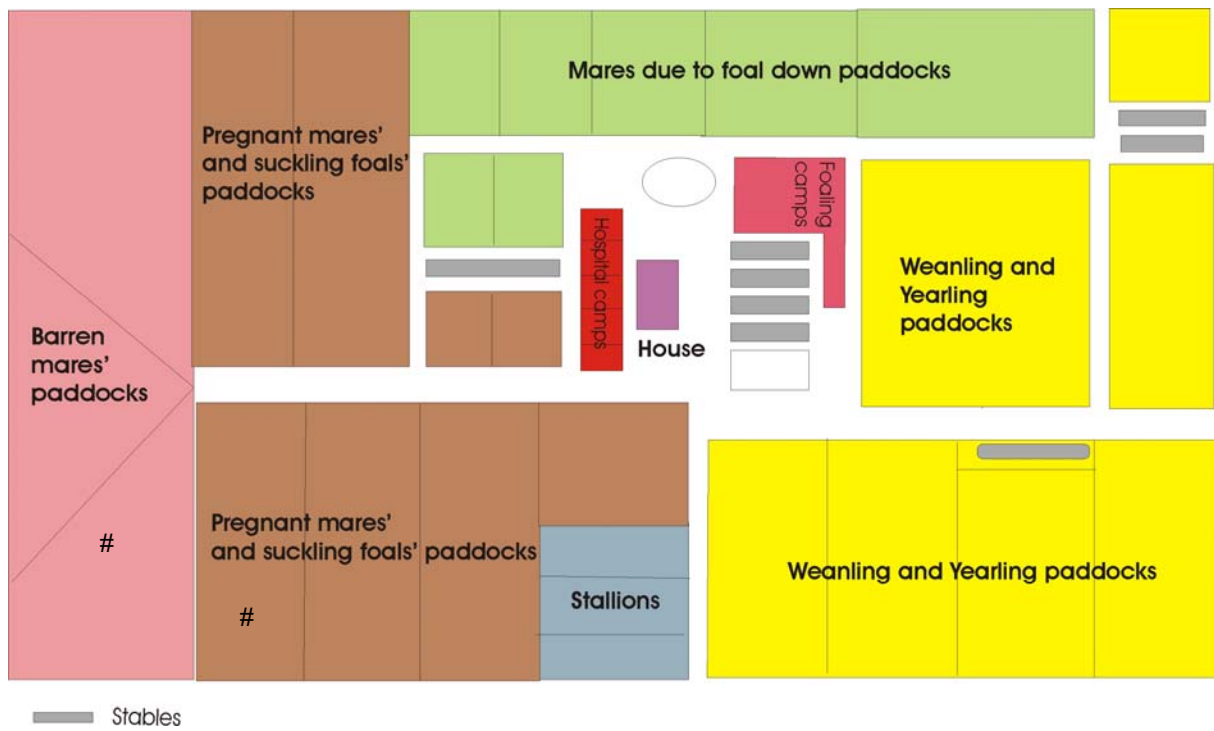 Mares due to foal down paddocks
Pregnant mares'
and suckling foals'
paddocks
Foaling
camps
Hospital camps
Weanling and
Yearling
paddocks
Barren
mares'
paddocks
House
Pregnant mares'
and suckling foals' paddocks
#
#
Stallions
Weanling and Yearling paddocks
Stables